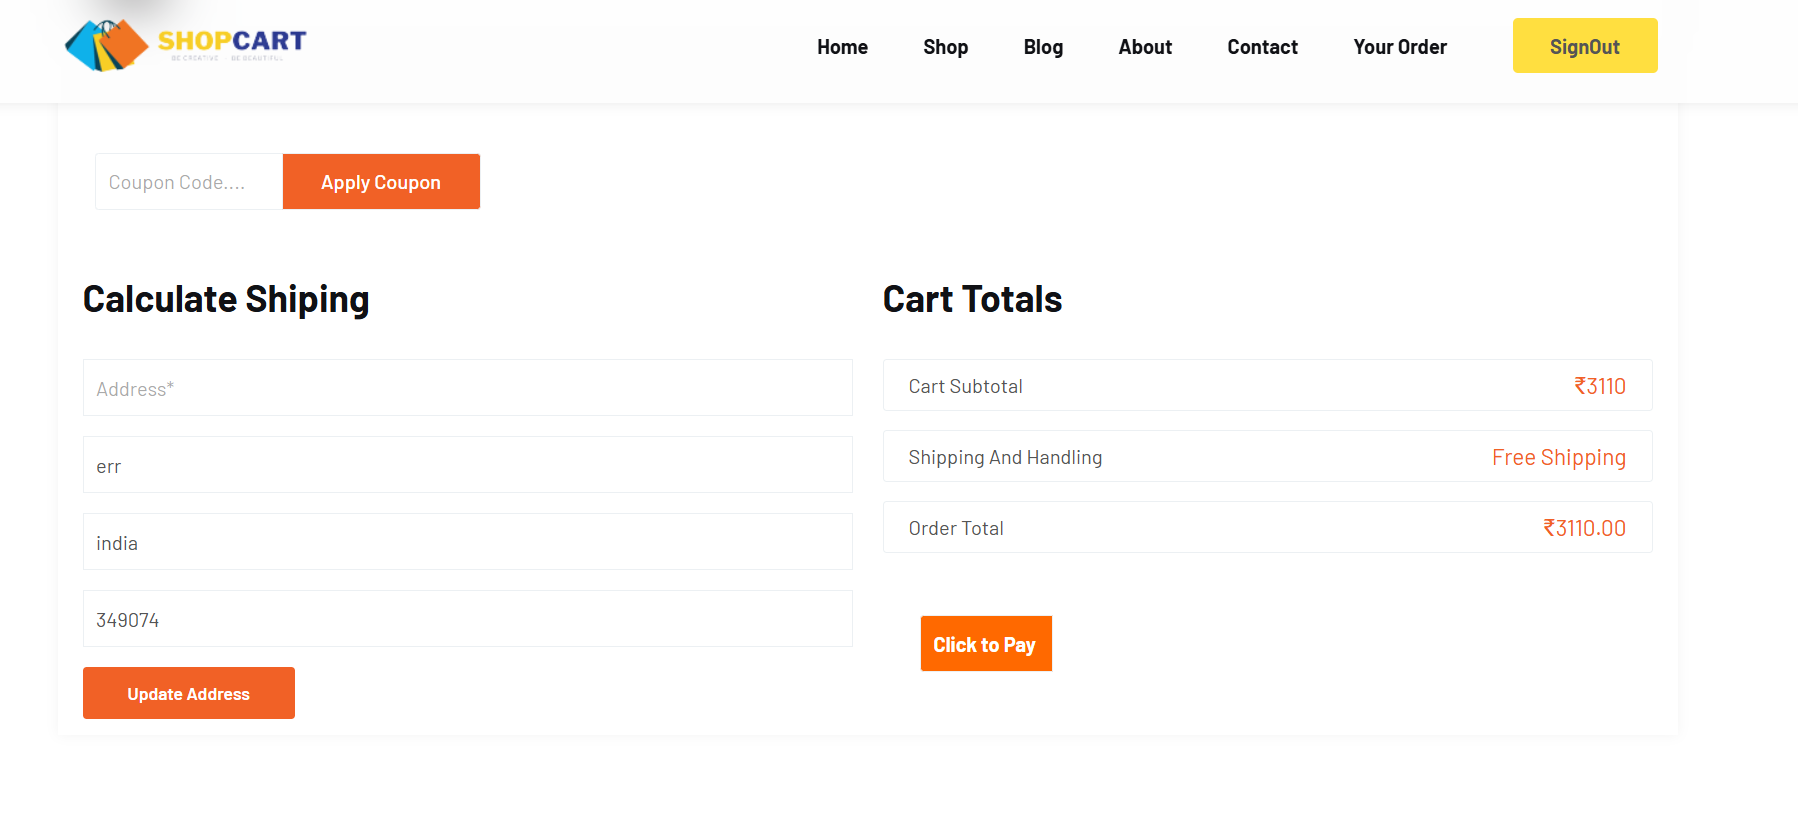 SHOPCART
BE CREATIVE BE BEAUTIFUL
Home Shop Blog About Contact Your Order SignOut
Coupon Code.... Apply Coupon
Calculate Shiping
Address*
err
india
349074
Update Address
Cart Totals
Cart Subtotal ₹3110
Shipping And Handling Free Shipping
Order Total ₹3110.00
Click to Pay